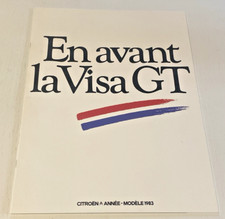 En avant
la Visa GT
CITROËN ANNÉE-MODÈLE 1983